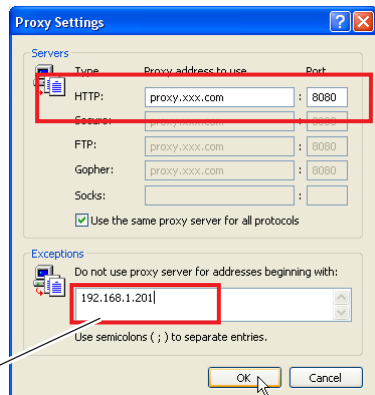 Proxy Settings
Servers
Type Proxy address to use Port
HTTP: proxy.xxx.com : 8080
Secure: proxy.xxx.com : 8080
FTP: proxy.xxx.com : 8080
Gopher: proxy.xxx.com : 8080
Socks: :
Use the same proxy server for all protocols
Exceptions
Do not use proxy server for addresses beginning with:
192.168.1.201
Use semicolons ( ; ) to separate entries.
OK Cancel